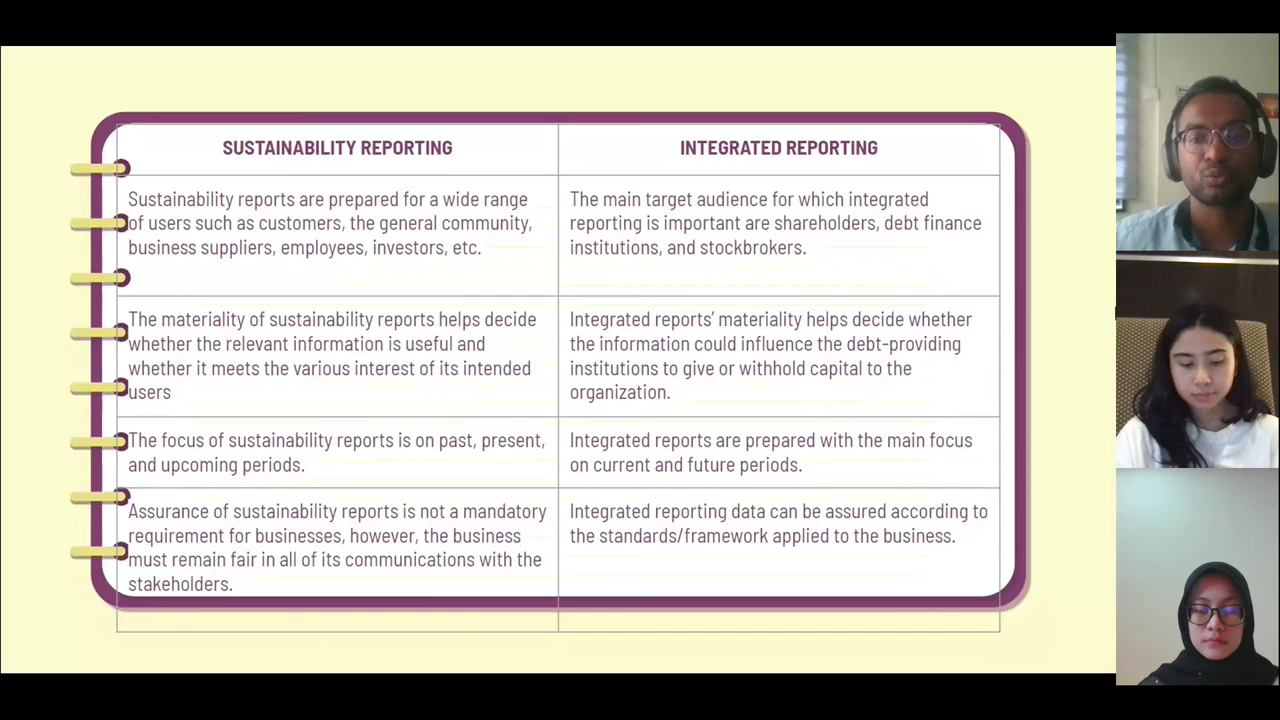 SUSTAINABILITY REPORTING
INTEGRATED REPORTING
Sustainability reports are prepared for a wide range
of users such as customers, the general community,
business suppliers, employees, investors, etc.
The main target audience for which integrated
reporting is important are shareholders, debt finance
institutions, and stockbrokers.
The materiality of sustainability reports helps decide
whether the relevant information is useful and
whether it meets the various interest of its intended
users
Integrated reports’ materiality helps decide whether
the information could influence the debt-providing
institutions to give or withhold capital to the
organization.
The focus of sustainability reports is on past, present,
and upcoming periods.
Integrated reports are prepared with the main focus
on current and future periods.
Assurance of sustainability reports is not a mandatory
requirement for businesses, however, the business
must remain fair in all of its communications with the
stakeholders.
Integrated reporting data can be assured according to
the standards/framework applied to the business.